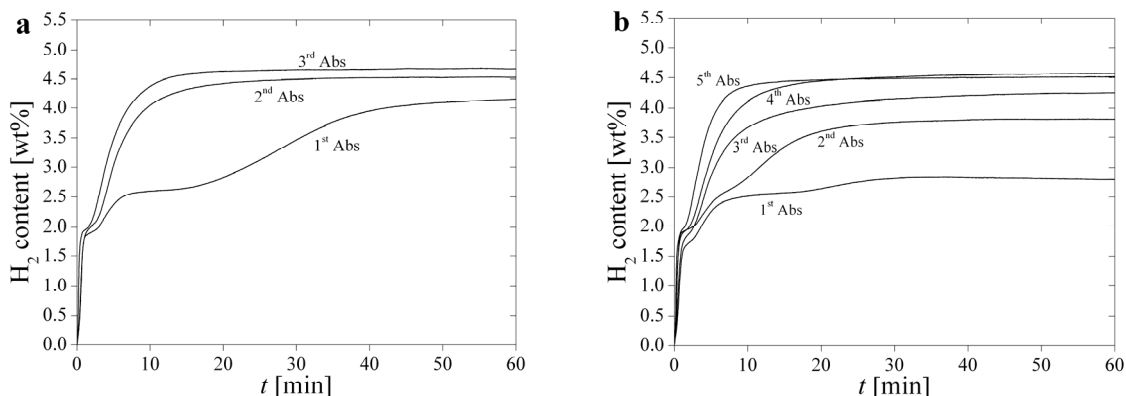 a
5.5
5.0
4.5
4.0
3.5
3.0
2.5
2.0
1.5
1.0
0.5
0.0
H₂ content [wt%]
3ʳᵈ Abs
2ⁿᵈ Abs
1ˢᵗ Abs
0 10 20 30 40 50 60
t [min]
b
5.5
5.0
4.5
4.0
3.5
3.0
2.5
2.0
1.5
1.0
0.5
0.0
H₂ content [wt%]
5ᵗʰ Abs
4ᵗʰ Abs
3ʳᵈ Abs
2ⁿᵈ Abs
1ˢᵗ Abs
0 10 20 30 40 50 60
t [min]